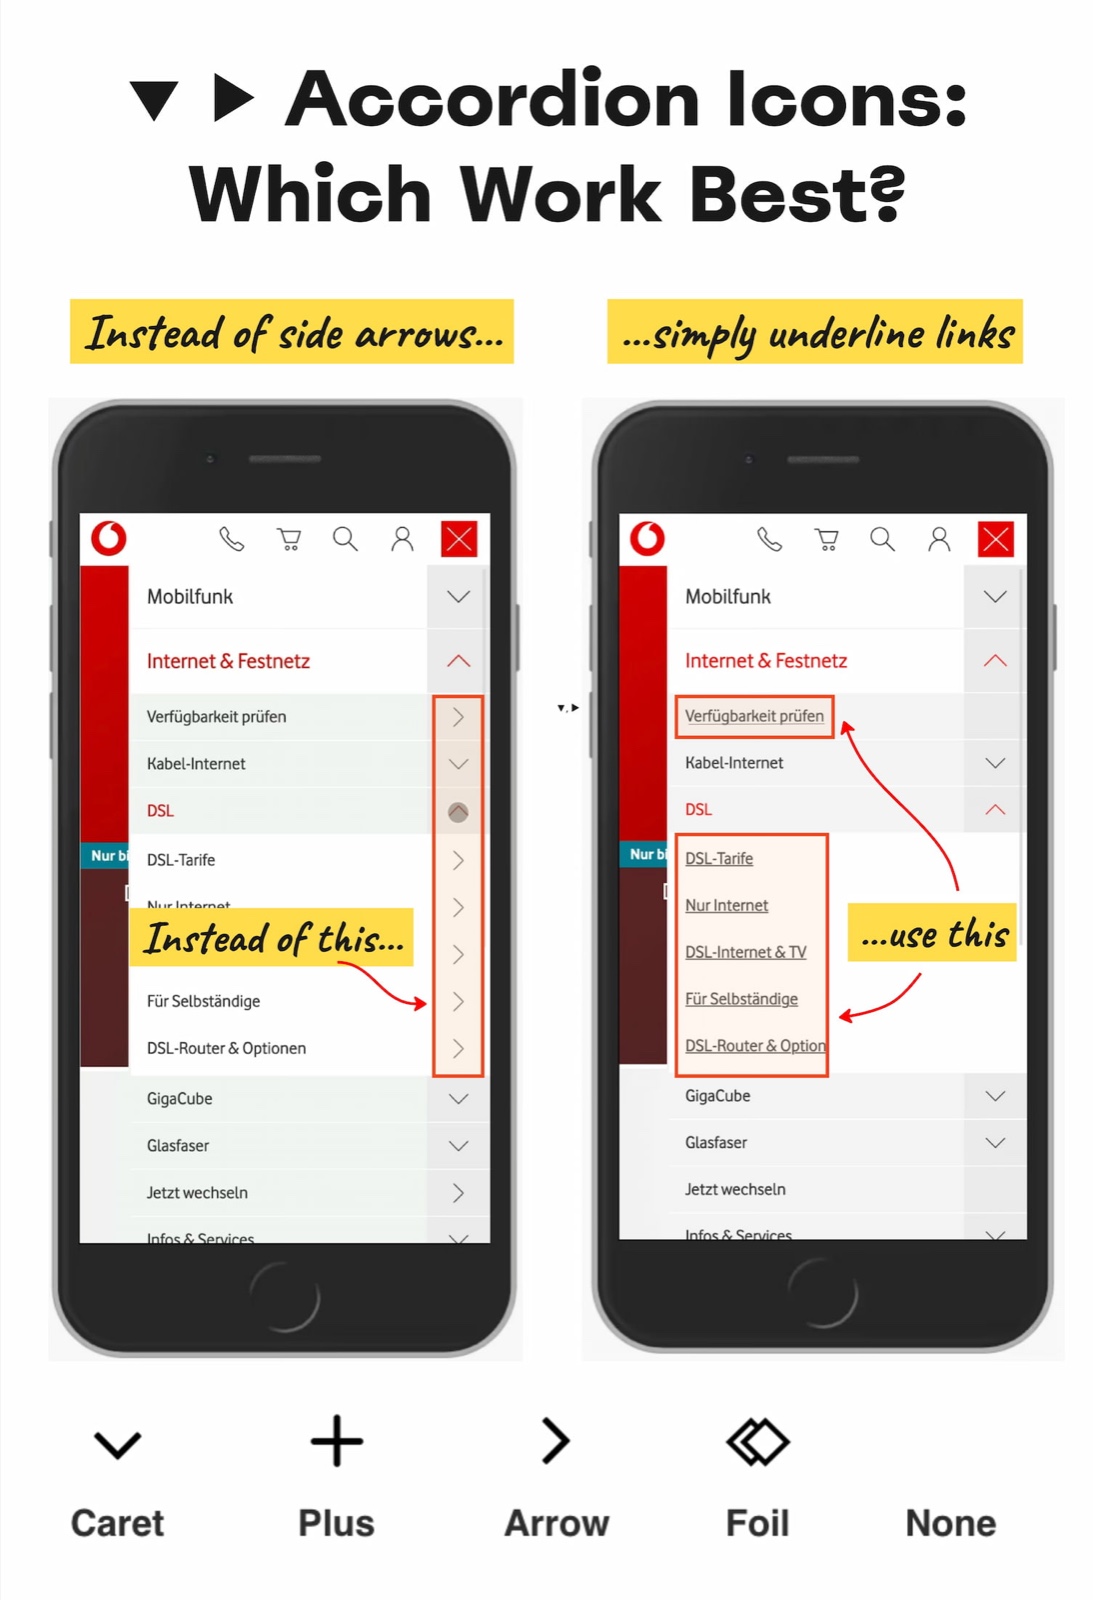 ▼ ▶ Accordion Icons:
Which Work Best?
Instead of side arrows...
...simply underline links
Mobilfunk
Internet & Festnetz
Verfügbarkeit prüfen
Kabel-Internet
DSL
Nur bi
DSL-Tarife
Nur Internet
Instead of this...
Für Selbständige
DSL-Router & Optionen
GigaCube
Glasfaser
Jetzt wechseln
Infos & Services
Mobilfunk
Internet & Festnetz
Verfügbarkeit prüfen
Kabel-Internet
DSL
Nur bi
DSL-Tarife
Nur Internet
...use this
DSL-Internet & TV
Für Selbständige
DSL-Router & Option
GigaCube
Glasfaser
Jetzt wechseln
Infos & Services
Caret
Plus
Arrow
Foil
None